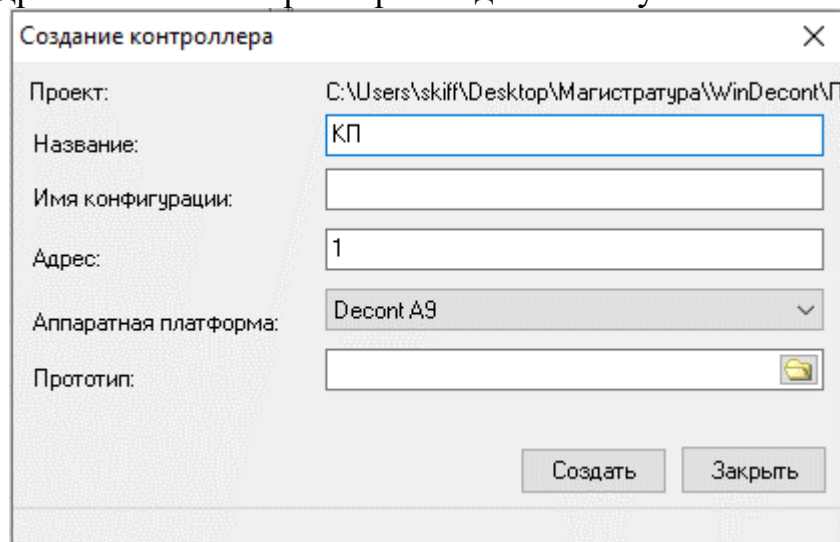 Создание контроллера
Проект: C:\Users\skiff\Desktop\Магистратура\WinDecont\П
Название: КП
Имя конфигурации:
Адрес: 1
Аппаратная платформа: Decont A9
Прототип:
Создать Закрыть